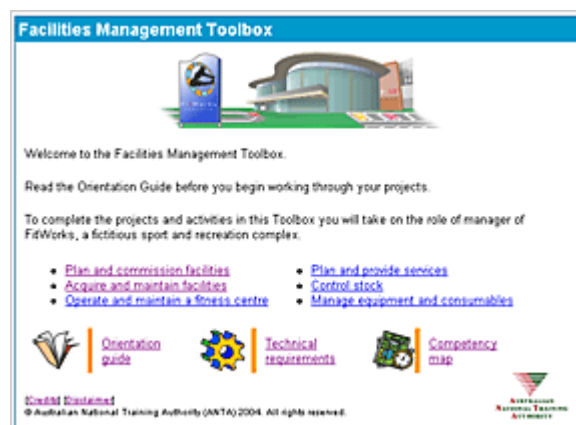 Facilities Management Toolbox
Welcome to the Facilities Management Toolbox.
Read the Orientation Guide before you begin working through your projects.
To complete the projects and activities in this Toolbox you will take on the role of manager of
FitWorks, a fictitious sport and recreation complex.
Plan and commission facilities
Acquire and maintain facilities
Operate and maintain a fitness centre
Plan and provide services
Control stock
Manage equipment and consumables
Orientation
guide
Technical
requirements
Competency
map
[Credits] [Disclaimer]
© Australian National Training Authority (ANTA) 2004. All rights reserved.
AUSTRALIAN
NATIONAL TRAINING
AUTHORITY